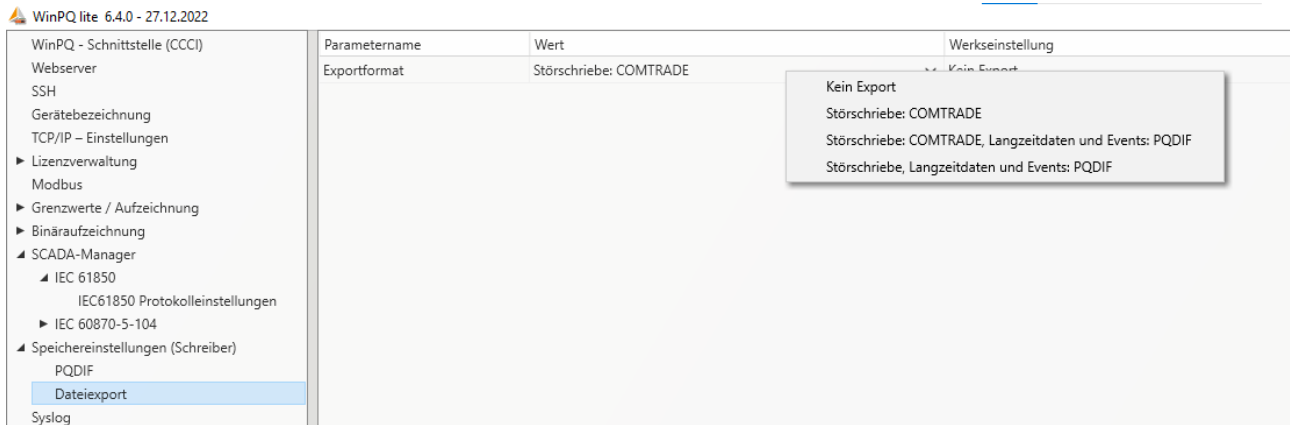 WinPQ lite 6.4.0 - 27.12.2022
WinPQ - Schnittstelle (CCCI)
Webserver
SSH
Gerätebezeichnung
TCP/IP – Einstellungen
Lizenzverwaltung
Modbus
Grenzwerte / Aufzeichnung
Binäraufzeichnung
SCADA-Manager
IEC 61850
IEC61850 Protokolleinstellungen
IEC 60870-5-104
Speichereinstellungen (Schreiber)
PQDIF
Dateiexport
Syslog
Parametername Wert Werkseinstellung
Exportformat Störschriebe: COMTRADE Kein Export
Kein Export
Störschriebe: COMTRADE
Störschriebe: COMTRADE, Langzeitdaten und Events: PQDIF
Störschriebe, Langzeitdaten und Events: PQDIF